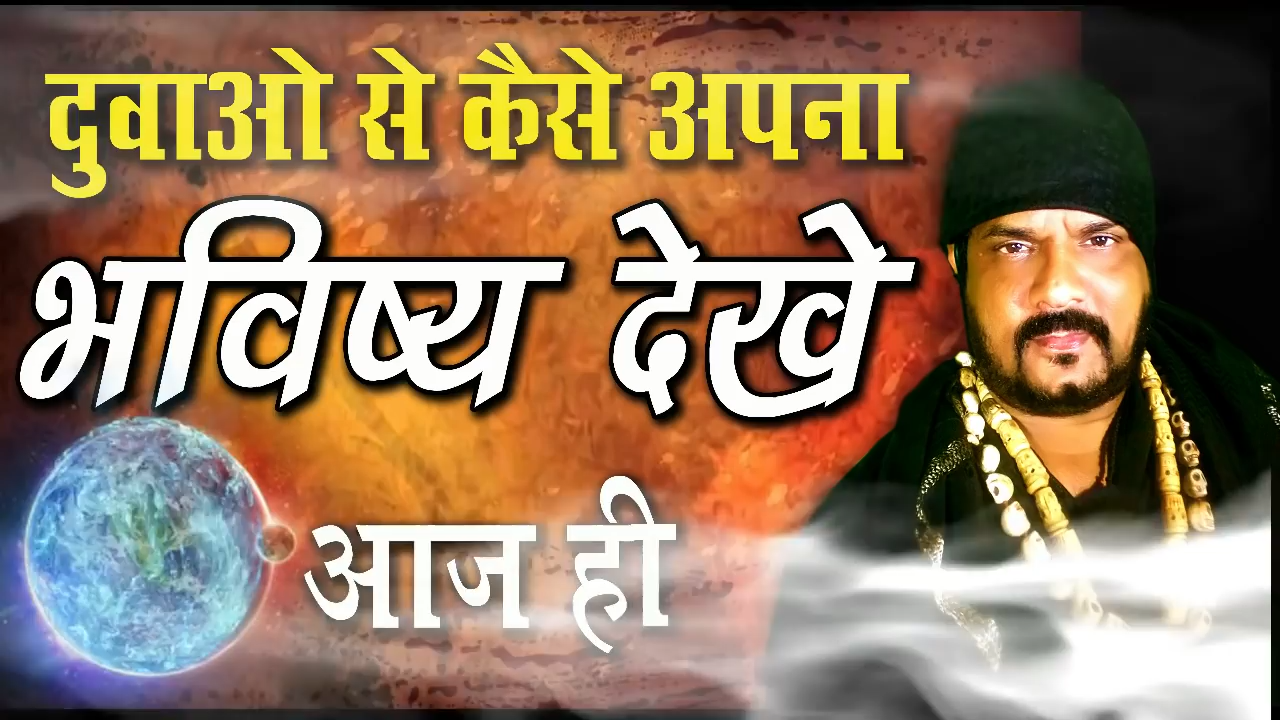 दुवाओ से कैसे अपना
भविष्य देखे
आज ही